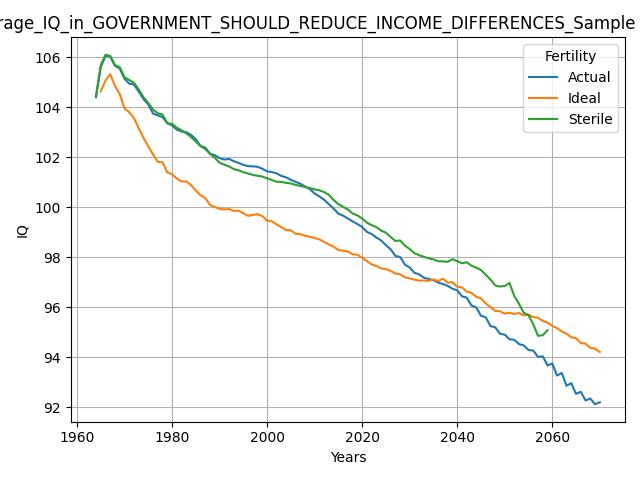 rage_IQ_in_GOVERNMENT_SHOULD_REDUCE_INCOME_DIFFERENCES_Sample
Fertility
Actual
Ideal
Sterile
IQ
106
104
102
100
98
96
94
92
1960 1980 2000 2020 2040 2060
Years